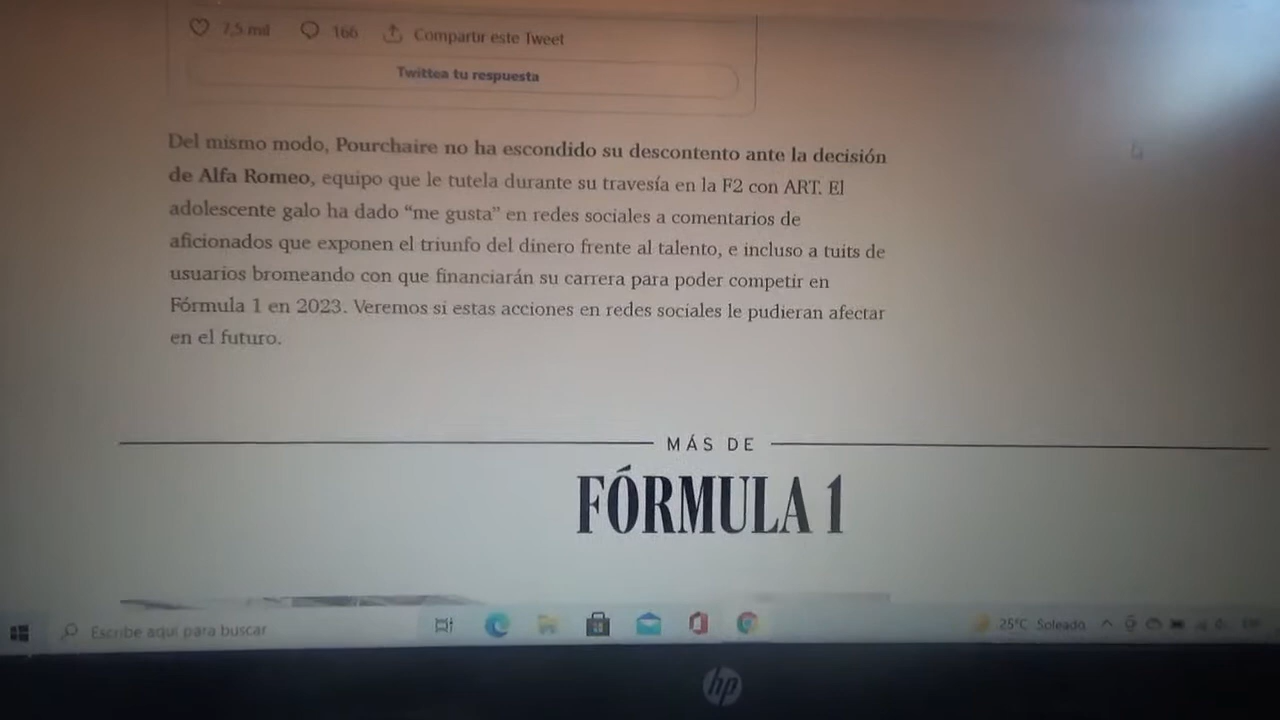 7,5 mil 166 Compartir este Tweet
Twittea tu respuesta
Del mismo modo, Pourchaire no ha escondido su descontento ante la decisión
de Alfa Romeo, equipo que le tutela durante su travesía en la F2 con ART. El
adolescente galo ha dado “me gusta” en redes sociales a comentarios de
aficionados que exponen el triunfo del dinero frente al talento, e incluso a tuits de
usuarios bromeando con que financiarán su carrera para poder competir en
Fórmula 1 en 2023. Veremos si estas acciones en redes sociales le pudieran afectar
en el futuro.
MÁS DE
FÓRMULA 1
Escribe aquí para buscar
25°C Soleado
hp